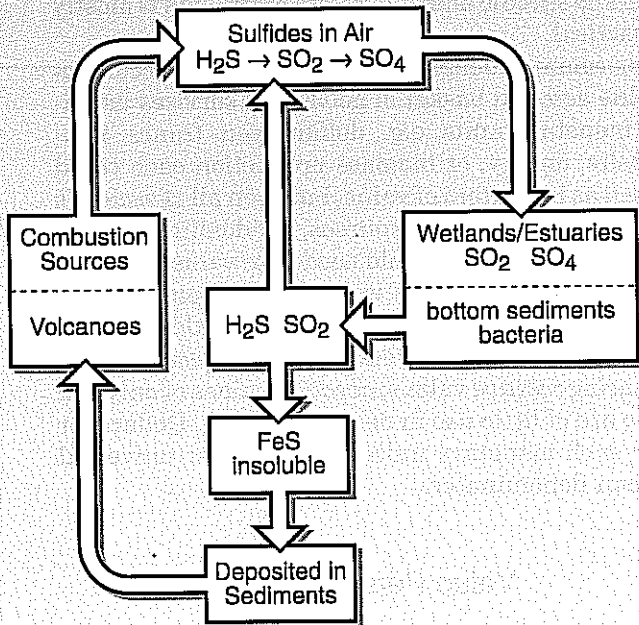 Sulfides in Air
H₂S → SO₂ → SO₄
Combustion
Sources
Volcanoes
H₂S SO₂
Wetlands/Estuaries
SO₂ SO₄
bottom sediments
bacteria
FeS
insoluble
Deposited in
Sediments